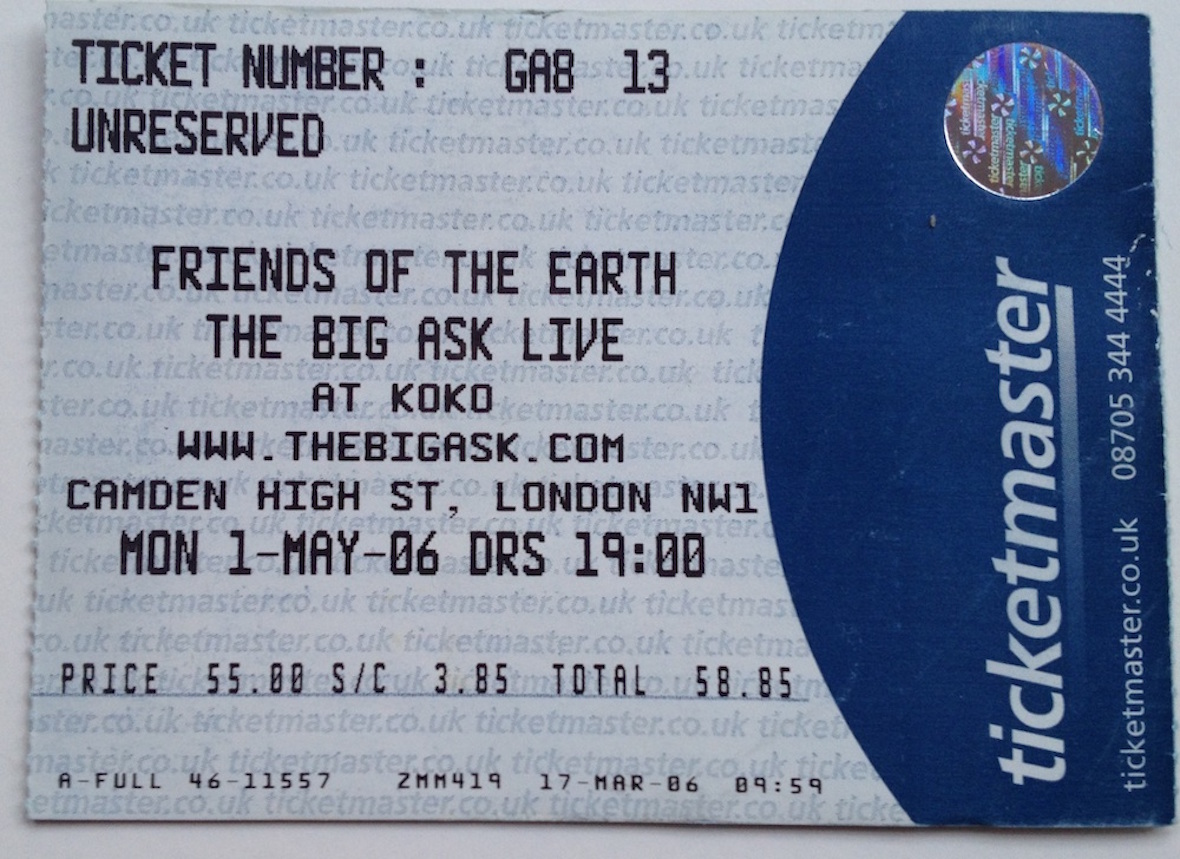 TICKET NUMBER : GA8 13
UNRESERVED
FRIENDS OF THE EARTH
THE BIG ASK LIVE
AT KOKO
WWW.THEBIGASK.COM
CAMDEN HIGH ST, LONDON NW1
MON 1-MAY-06 DRS 19:00
PRICE 55.00 S/C 3.85 TOTAL 58.85
A-FULL 46-11557 ZMM419 17-MAR-06 09:59
ticketmaster
ticketmaster.co.uk 08705 344 4444